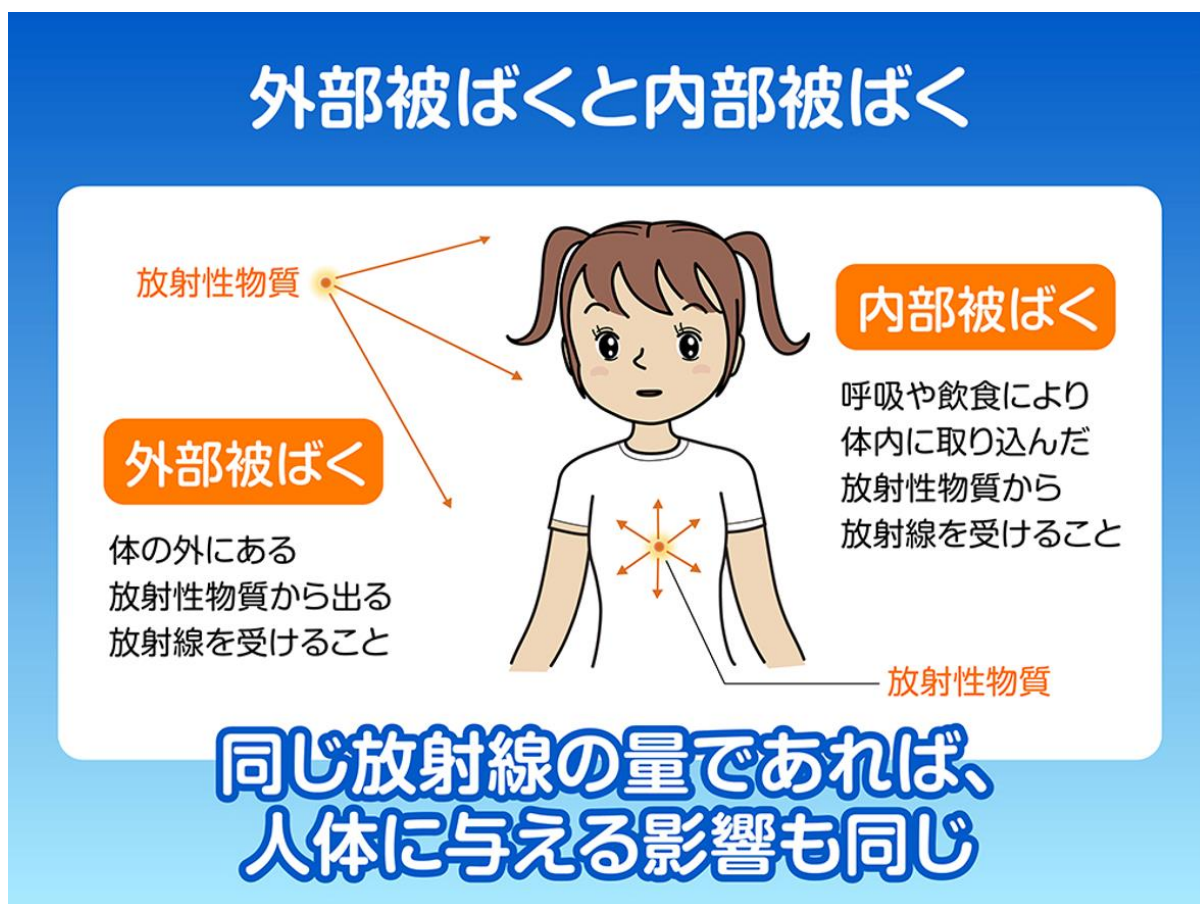 外部被ばくと内部被ばく
放射性物質
外部被ばく
体の外にある
放射性物質から出る
放射線を受けること
内部被ばく
呼吸や飲食により
体内に取り込んだ
放射性物質から
放射線を受けること
放射性物質
同じ放射線の量であれば、
人体に与える影響も同じ